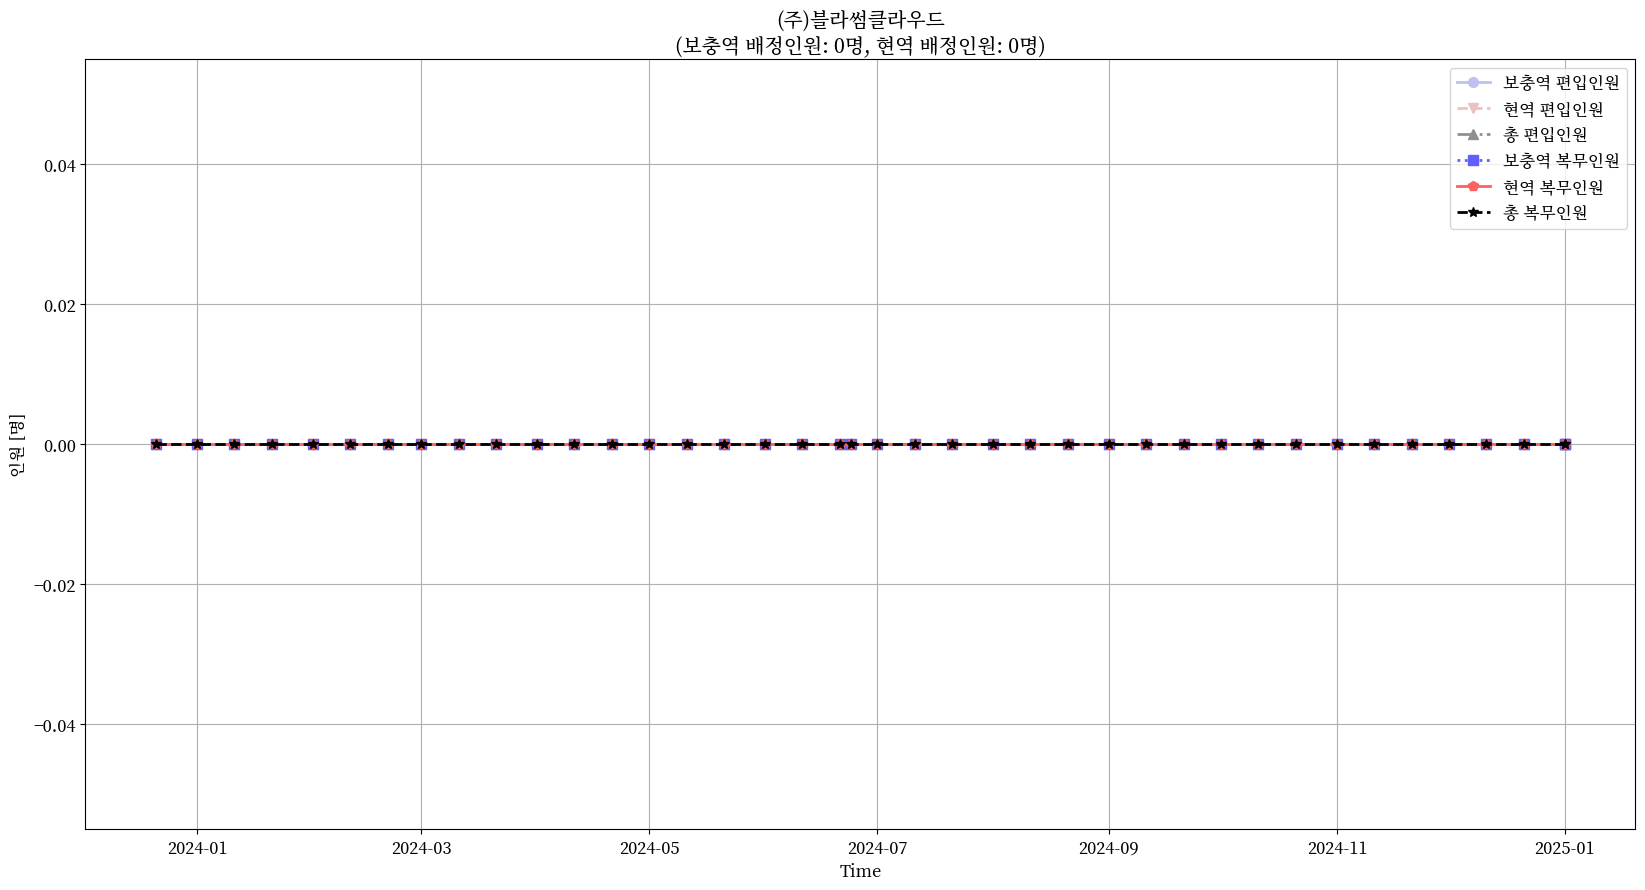 (주)블라썸클라우드
(보충역 배정인원: 0명, 현역 배정인원: 0명)
보충역 편입인원
현역 편입인원
총 편입인원
보충역 복무인원
현역 복무인원
총 복무인원
0.04
0.02
0.00
−0.02
−0.04
인원 [명]
2024-01 2024-03 2024-05 2024-07 2024-09 2024-11 2025-01
Time